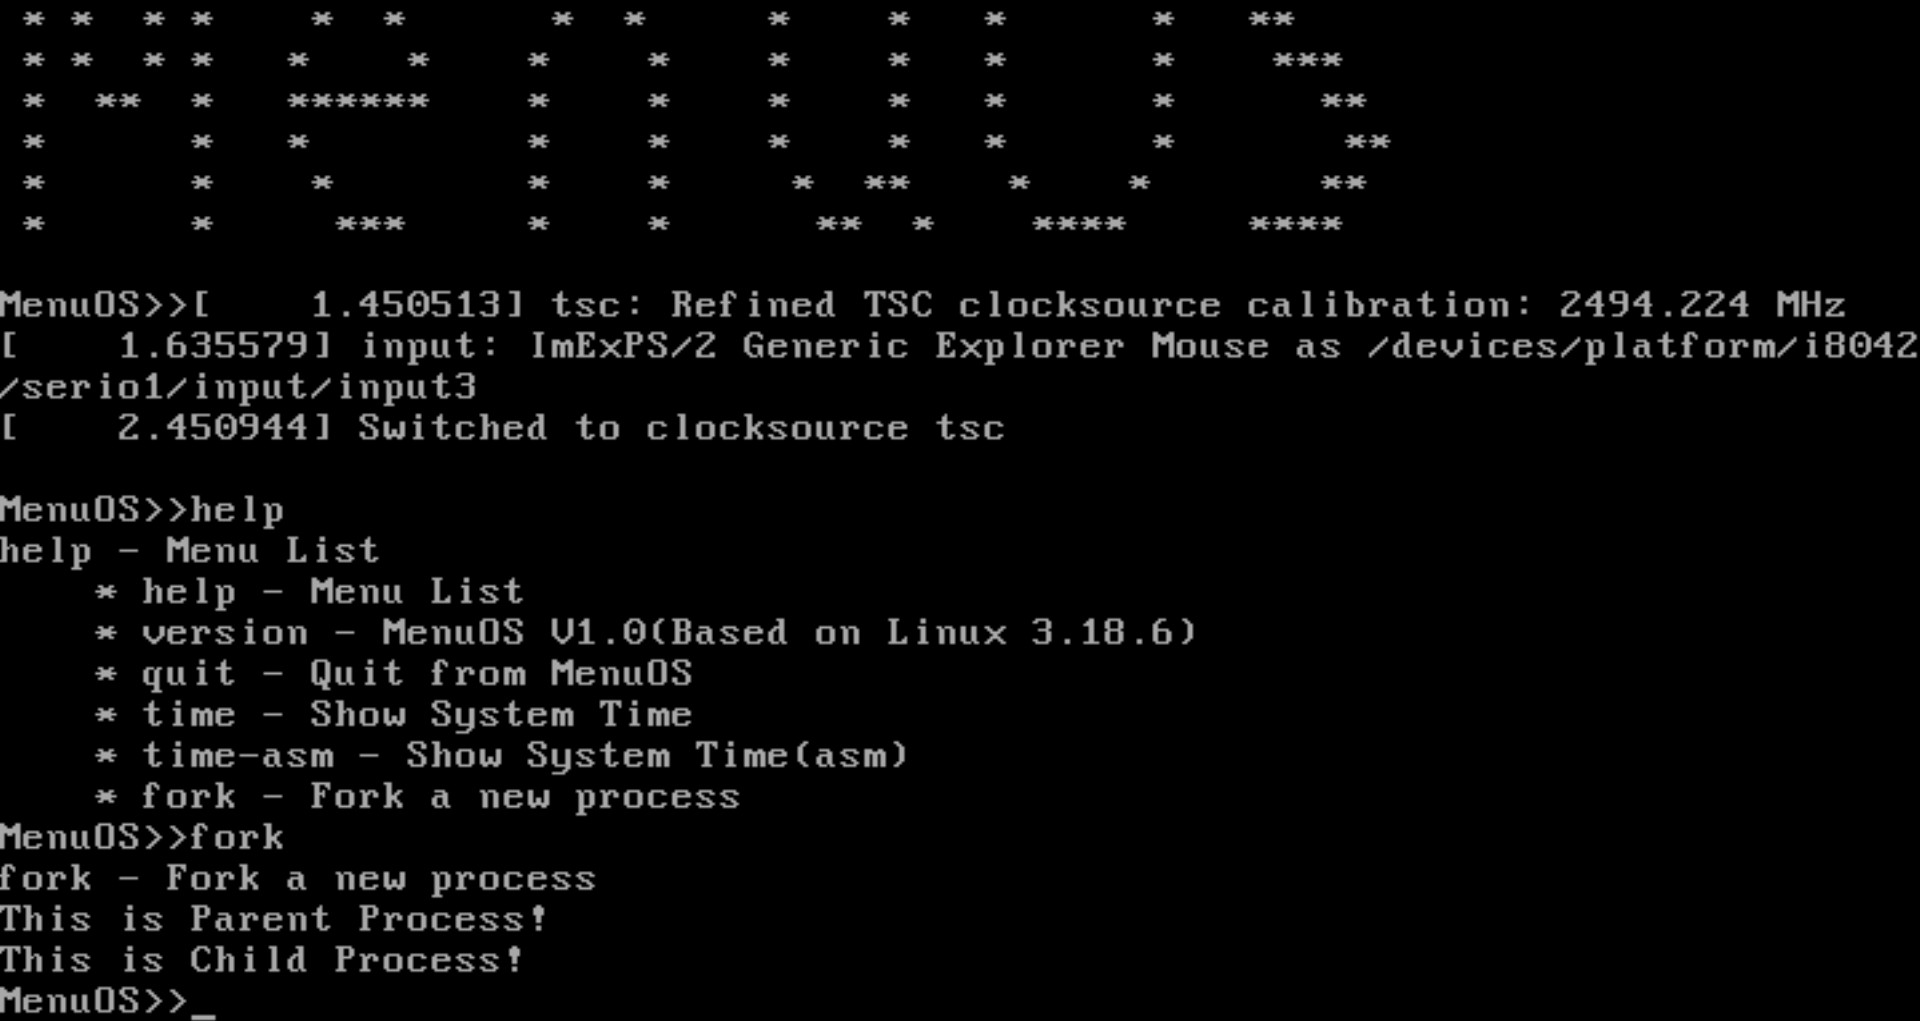 * *  * *    *  *      *  *     *    *   *      *   **
* *  * *   *    *    *    *    *    *   *      *    ***
*  **  *   ******    *    *    *    *   *      *      **
*      *   *         *    *    *    *   *      *       **
*      *    *        *    *     *  **    *    *       **
*      *     ***     *    *      **  *    ****     ****
MenuOS>>[    1.450513] tsc: Refined TSC clocksource calibration: 2494.224 MHz
[    1.635579] input: ImExPS/2 Generic Explorer Mouse as /devices/platform/i8042
/serio1/input/input3
[    2.450944] Switched to clocksource tsc
MenuOS>>help
help - Menu List
    * help - Menu List
    * version - MenuOS V1.0(Based on Linux 3.18.6)
    * quit - Quit from MenuOS
    * time - Show System Time
    * time-asm - Show System Time(asm)
    * fork - Fork a new process
MenuOS>>fork
fork - Fork a new process
This is Parent Process!
This is Child Process!
MenuOS>>_